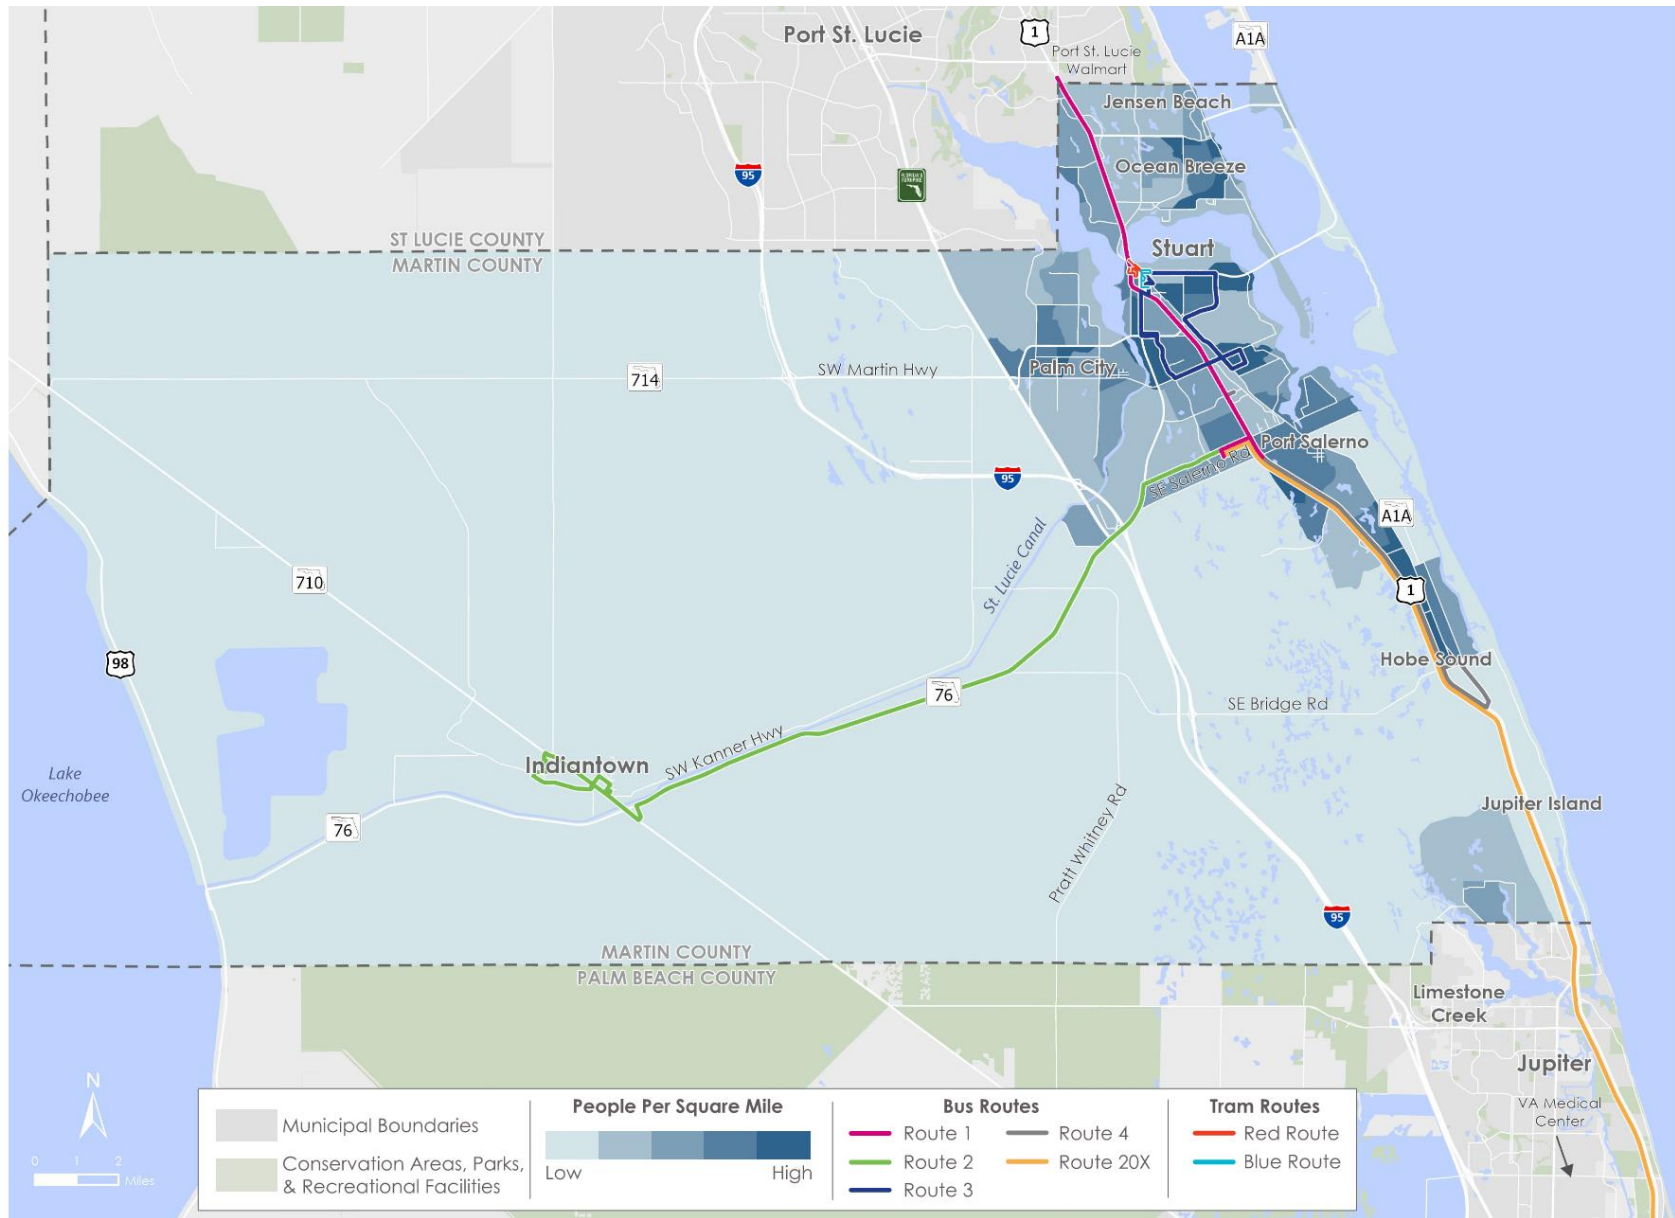 Port St. Lucie
1
A1A
Port St. Lucie
Walmart
Jensen Beach
Ocean Breeze
95
ST LUCIE COUNTY
MARTIN COUNTY
Stuart
714
SW Martin Hwy
Palm City
Port Salerno
SE Salerno Rd
95
A1A
St. Lucie Canal
710
1
98
Hobe Sound
76
SE Bridge Rd
SW Kanner Hwy
Indiantown
Lake
Okeechobee
Jupiter Island
76
Pratt Whitney Rd
95
MARTIN COUNTY
PALM BEACH COUNTY
Limestone
Creek
Jupiter
VA Medical
Center
N
0 1 2
Miles
Municipal Boundaries
Conservation Areas, Parks,
& Recreational Facilities
People Per Square Mile
Low High
Bus Routes
Route 1
Route 2
Route 3
Route 4
Route 20X
Tram Routes
Red Route
Blue Route